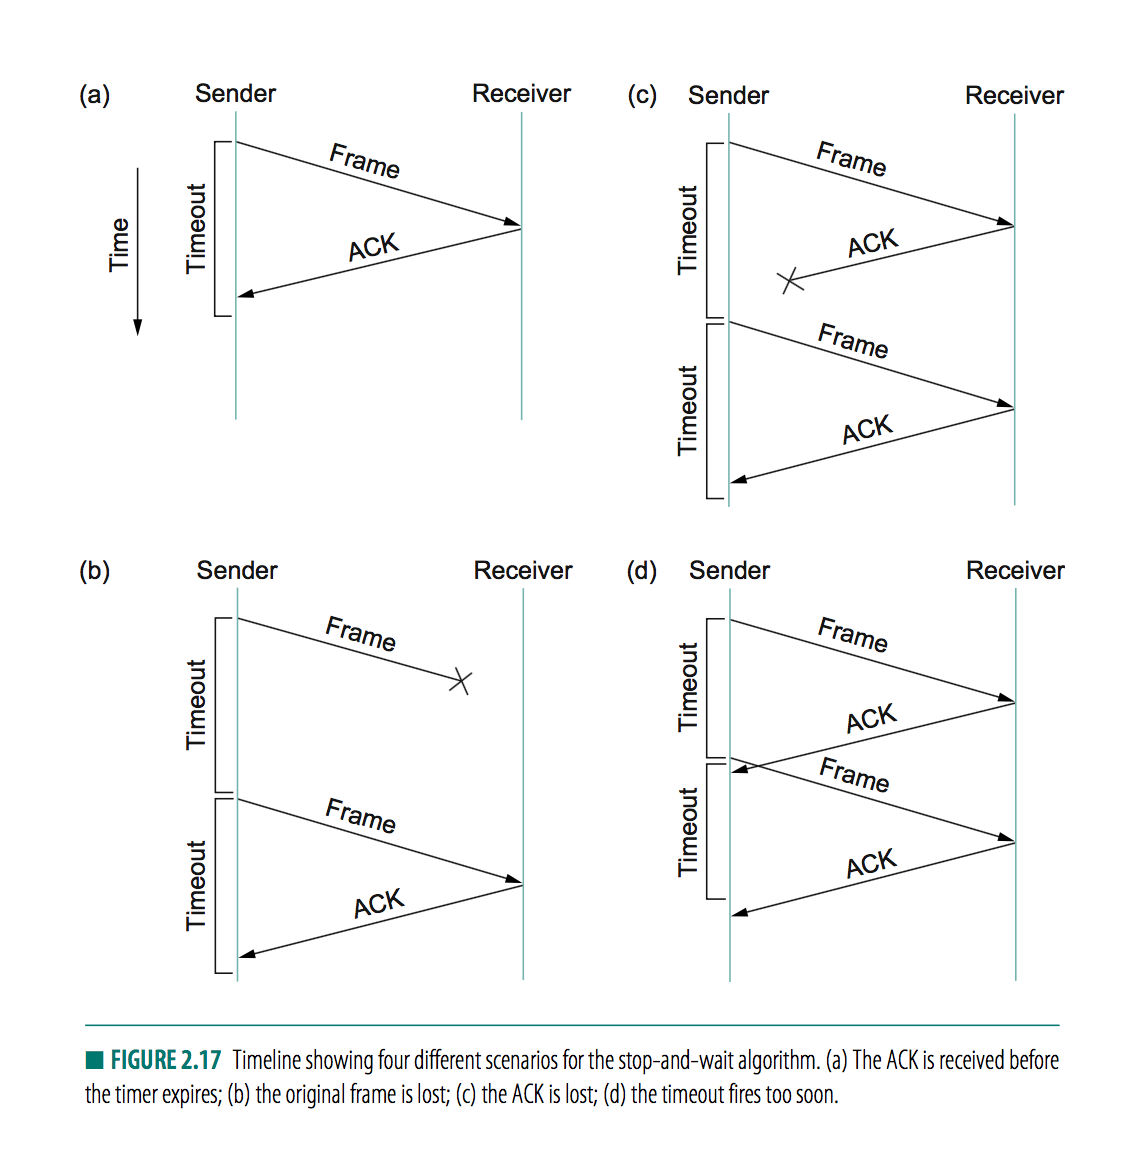 (a)
Sender
Receiver
Time
Timeout
Frame
ACK
(c)
Sender
Receiver
Timeout
Frame
ACK
Timeout
Frame
ACK
(b)
Sender
Receiver
Timeout
Frame
Timeout
Frame
ACK
(d)
Sender
Receiver
Timeout
Frame
ACK
Timeout
Frame
ACK
■ FIGURE 2.17 Timeline showing four different scenarios for the stop-and-wait algorithm. (a) The ACK is received before
the timer expires; (b) the original frame is lost; (c) the ACK is lost; (d) the timeout fires too soon.